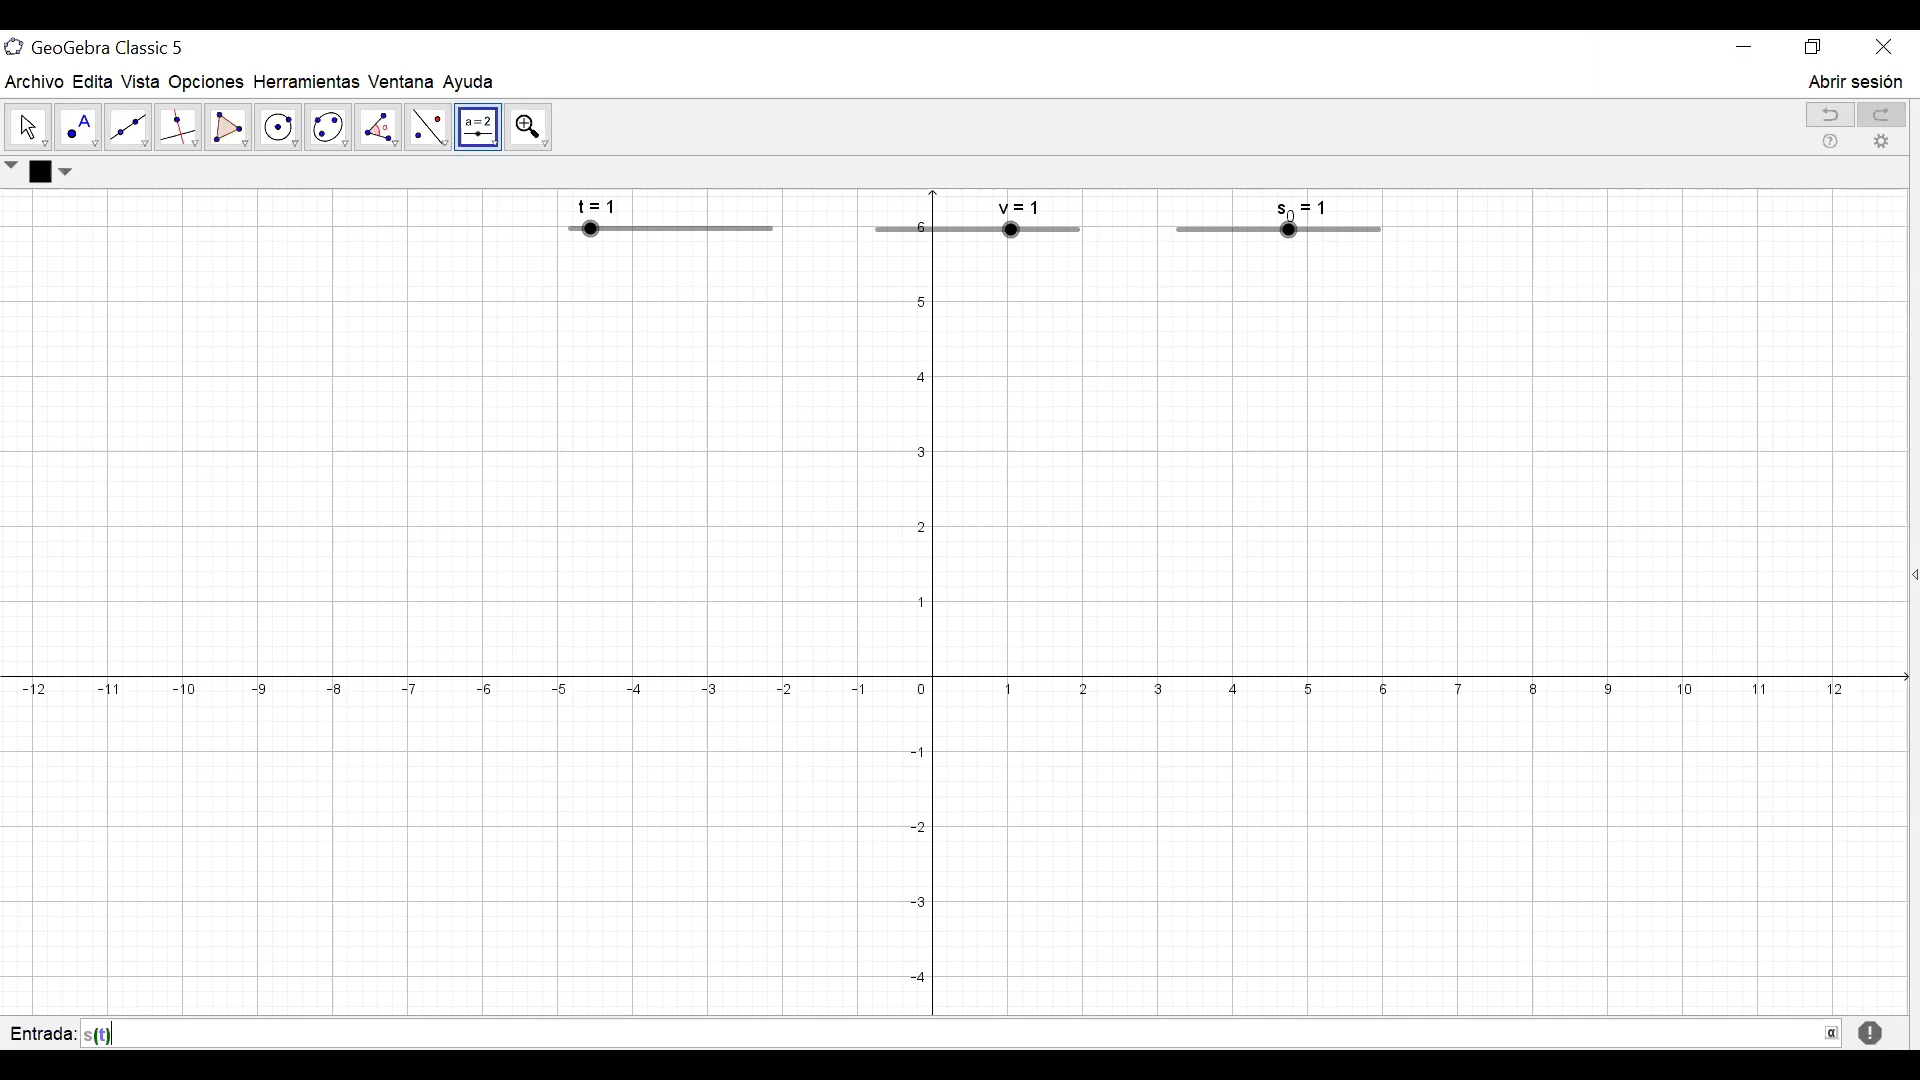 GeoGebra Classic 5
Archivo Edita Vista Opciones Herramientas Ventana Ayuda
Abrir sesión
A
α
a=2
t = 1
v = 1
s₀ = 1
6
5
4
3
2
1
-12 -11 -10 -9 -8 -7 -6 -5 -4 -3 -2 -1 0 1 2 3 4 5 6 7 8 9 10 11 12
-1
-2
-3
-4
Entrada: s(t)
α